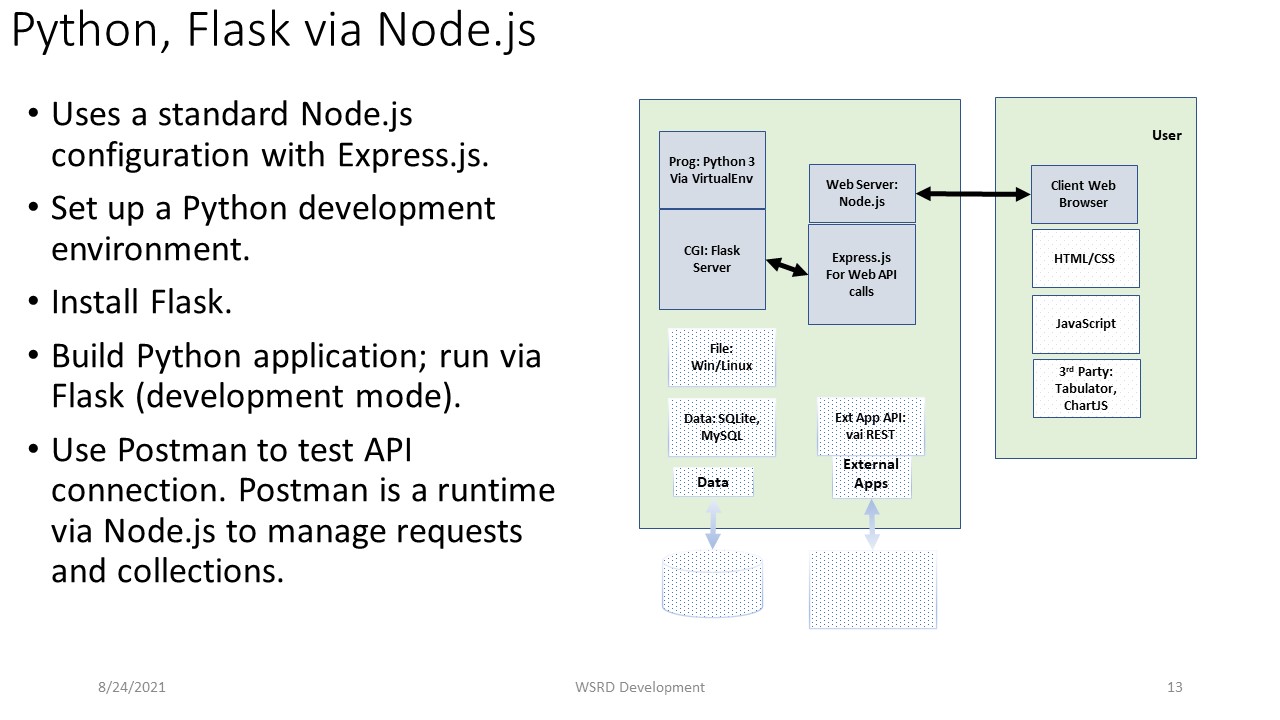 Python, Flask via Node.js
• Uses a standard Node.js
configuration with Express.js.
• Set up a Python development
environment.
• Install Flask.
• Build Python application; run via
Flask (development mode).
• Use Postman to test API
connection. Postman is a runtime
via Node.js to manage requests
and collections.
Prog: Python 3
Via VirtualEnv
CGI: Flask
Server
File:
Win/Linux
Data: SQLite,
MySQL
Data
Web Server:
Node.js
Express.js
For Web API
calls
Ext App API:
vai REST
External
Apps
User
Client Web
Browser
HTML/CSS
JavaScript
3rd Party:
Tabulator,
ChartJS
8/24/2021
WSRD Development
13